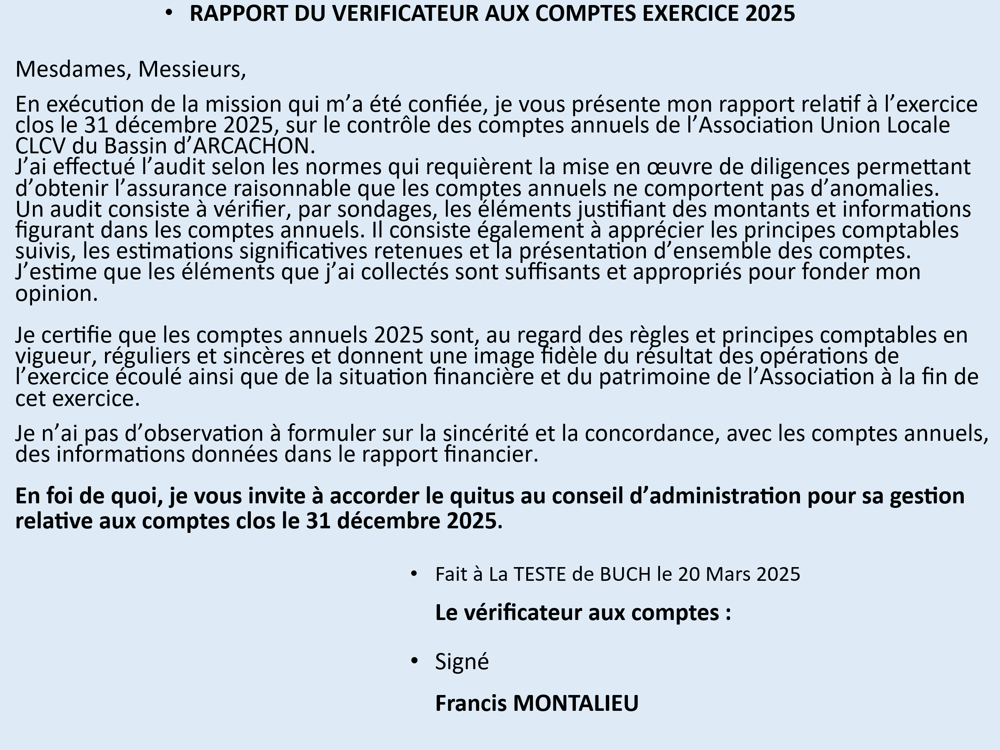 • RAPPORT DU VERIFICATEUR AUX COMPTES EXERCICE 2025
Mesdames, Messieurs,
En exécution de la mission qui m’a été confiée, je vous présente mon rapport relatif à l’exercice
clos le 31 décembre 2025, sur le contrôle des comptes annuels de l’Association Union Locale
CLCV du Bassin d’ARCACHON.
J’ai effectué l’audit selon les normes qui requièrent la mise en œuvre de diligences permettant
d’obtenir l’assurance raisonnable que les comptes annuels ne comportent pas d’anomalies.
Un audit consiste à vérifier, par sondages, les éléments justifiant des montants et informations
figurant dans les comptes annuels. Il consiste également à apprécier les principes comptables
suivis, les estimations significatives retenues et la présentation d’ensemble des comptes.
J’estime que les éléments que j’ai collectés sont suffisants et appropriés pour fonder mon
opinion.
Je certifie que les comptes annuels 2025 sont, au regard des règles et principes comptables en
vigueur, réguliers et sincères et donnent une image fidèle du résultat des opérations de
l’exercice écoulé ainsi que de la situation financière et du patrimoine de l’Association à la fin de
cet exercice.
Je n’ai pas d’observation à formuler sur la sincérité et la concordance, avec les comptes annuels,
des informations données dans le rapport financier.
En foi de quoi, je vous invite à accorder le quitus au conseil d’administration pour sa gestion
relative aux comptes clos le 31 décembre 2025.
• Fait à La TESTE de BUCH le 20 Mars 2025
Le vérificateur aux comptes :
• Signé
Francis MONTALIEU